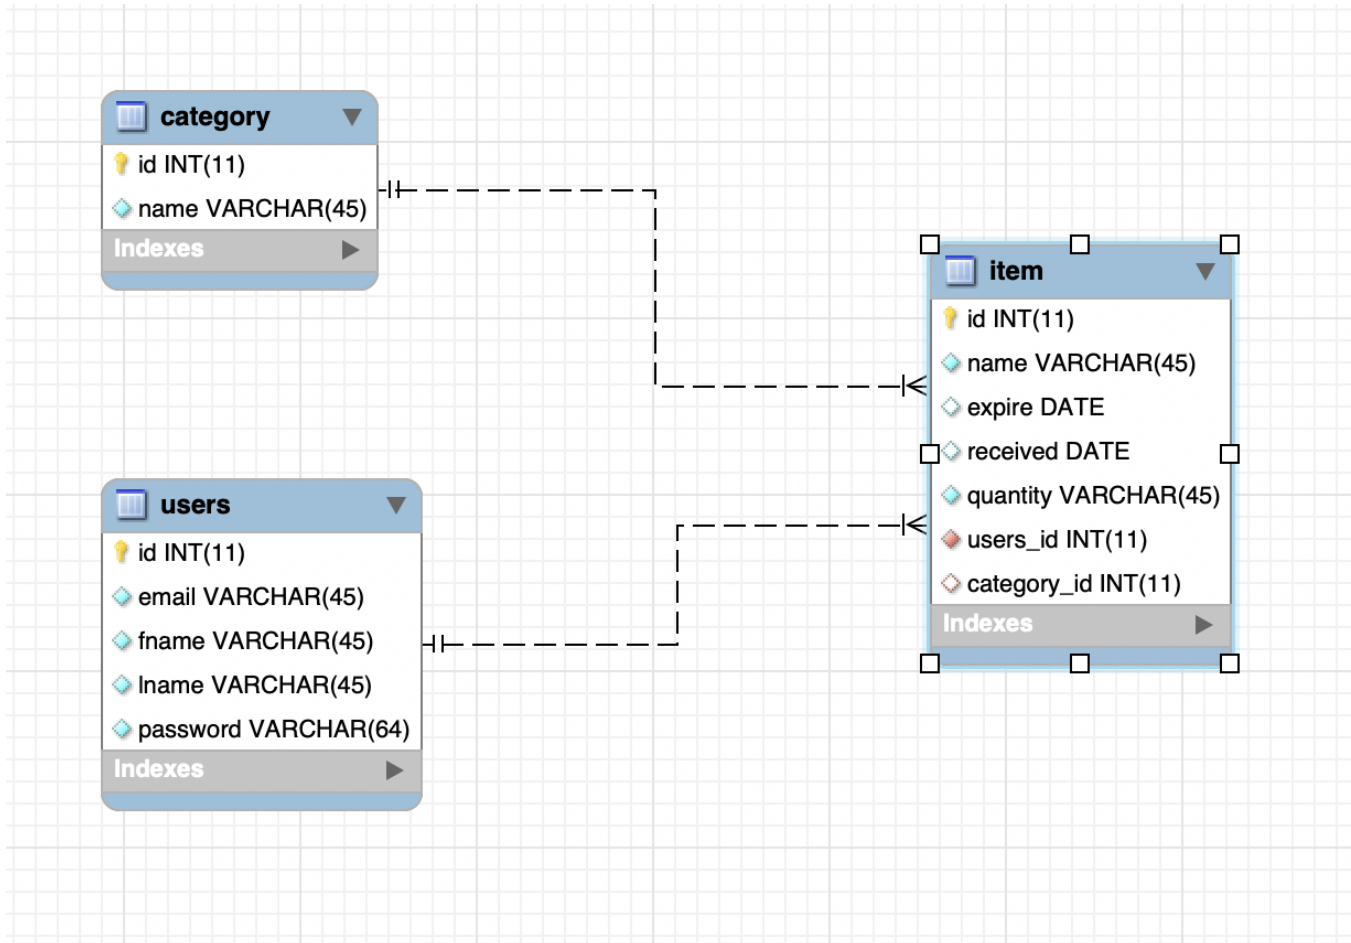 category
id INT(11)
name VARCHAR(45)
Indexes
users
id INT(11)
email VARCHAR(45)
fname VARCHAR(45)
lname VARCHAR(45)
password VARCHAR(64)
Indexes
item
id INT(11)
name VARCHAR(45)
expire DATE
received DATE
quantity VARCHAR(45)
users_id INT(11)
category_id INT(11)
Indexes